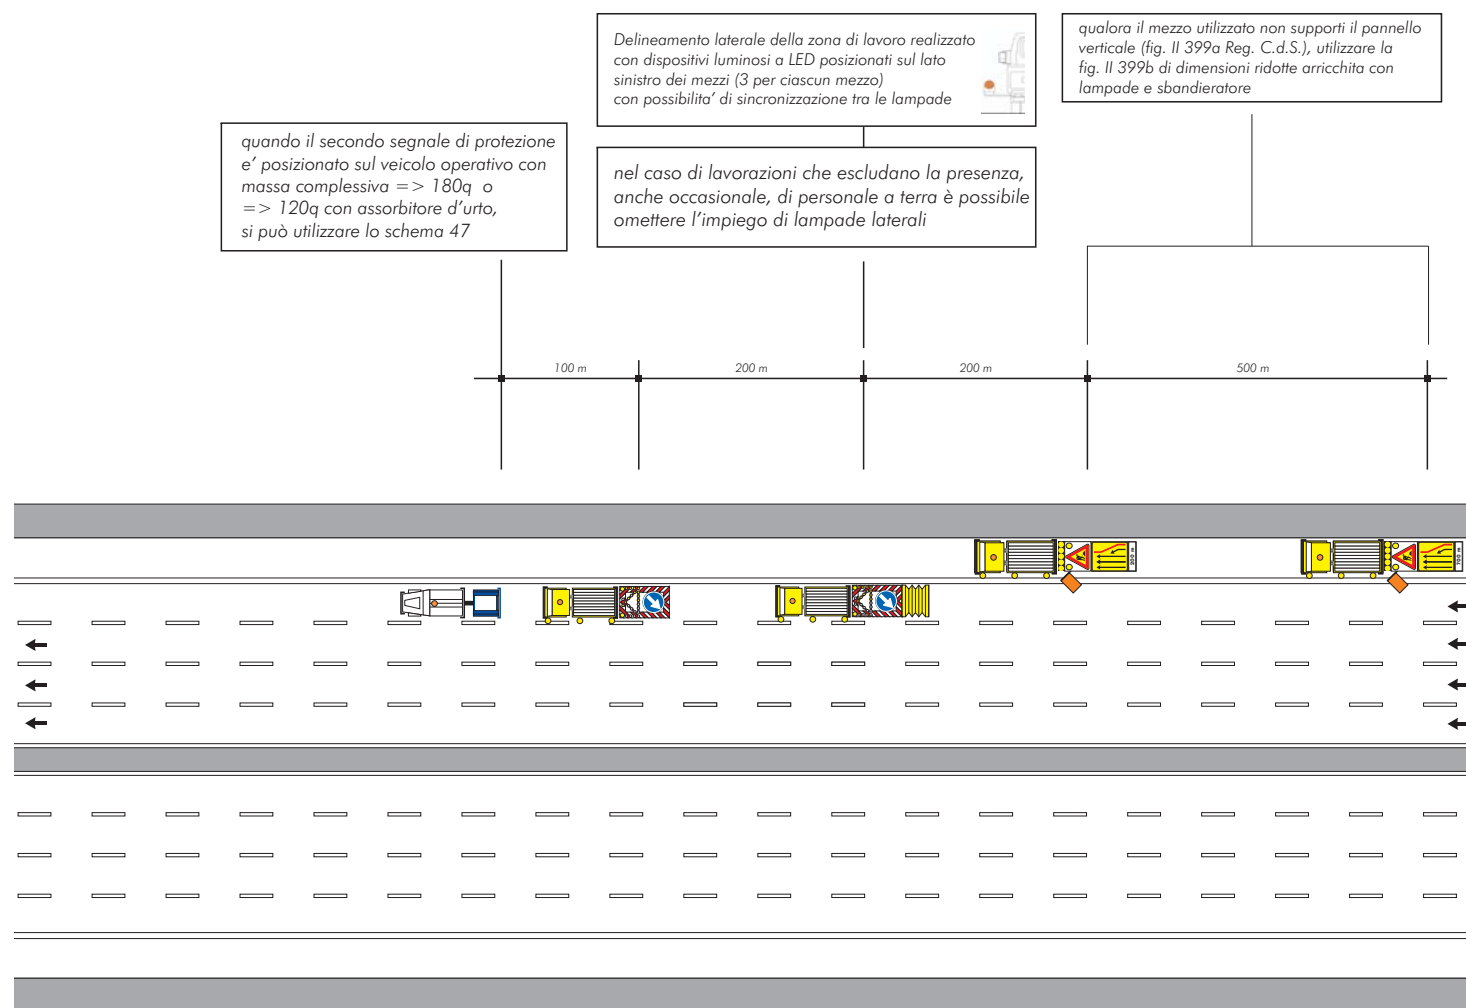 Delineamento laterale della zona di lavoro realizzato
con dispositivi luminosi a LED posizionati sul lato
sinistro dei mezzi (3 per ciascun mezzo)
con possibilita' di sincronizzazione tra le lampade
qualora il mezzo utilizzato non supporti il pannello
verticale (fig. II 399a Reg. C.d.S.), utilizzare la
fig. II 399b di dimensioni ridotte arricchita con
lampade e sbandieratore
quando il secondo segnale di protezione
e' posizionato sul veicolo operativo con
massa complessiva => 180q o
=> 120q con assorbitore d'urto,
si può utilizzare lo schema 47
nel caso di lavorazioni che escludano la presenza,
anche occasionale, di personale a terra è possibile
omettere l'impiego di lampade laterali
100 m
200 m
200 m
500 m
700 m